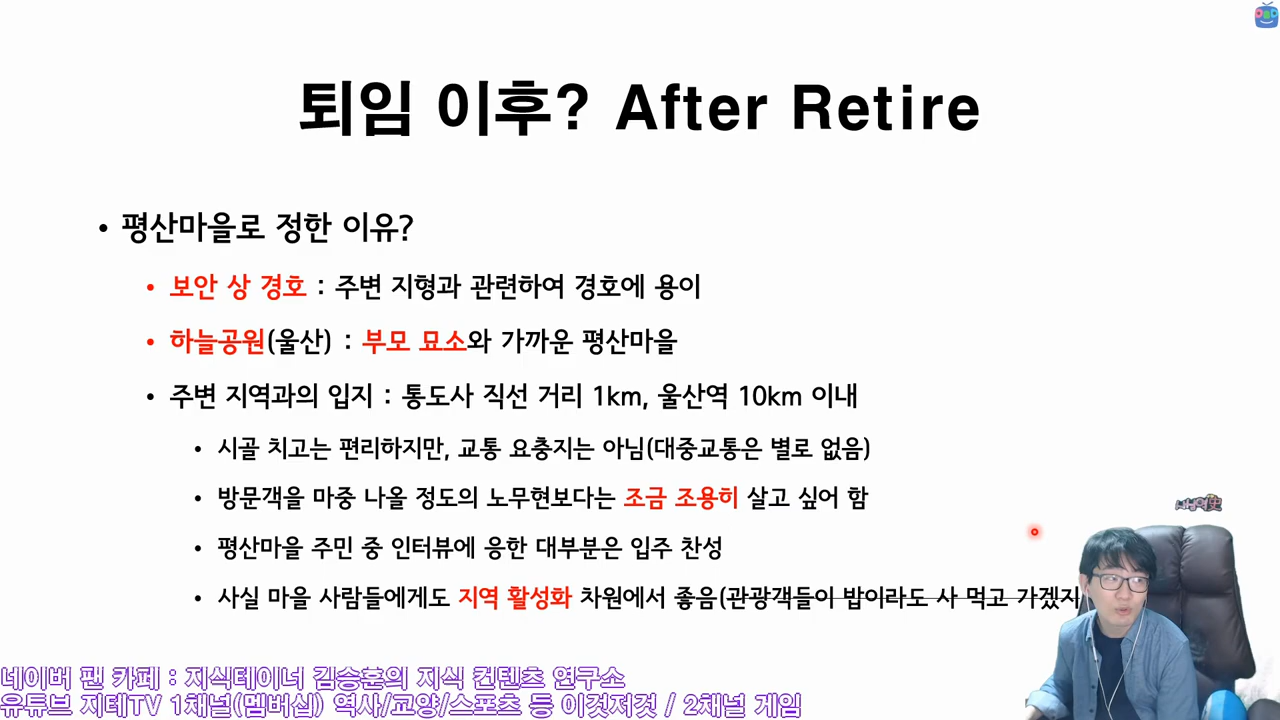 퇴임 이후? After Retire
• 평산마을로 정한 이유?
• 보안 상 경호 : 주변 지형과 관련하여 경호에 용이
• 하늘공원(울산) : 부모 묘소와 가까운 평산마을
• 주변 지역과의 입지 : 통도사 직선 거리 1km, 울산역 10km 이내
• 시골 치고는 편리하지만, 교통 요충지는 아님(대중교통은 별로 없음)
• 방문객을 마중 나올 정도의 노무현보다는 조금 조용히 살고 싶어 함
• 평산마을 주민 중 인터뷰에 응한 대부분은 입주 찬성
• 사실 마을 사람들에게도 지역 활성화 차원에서 좋음(관광객들이 밥이라도 사 먹고 가겠지
네이버 팬 카페 : 지식테이너 김승훈의 지식 컨텐츠 연구소
유튜브 지테TV 1채널(멤버십) 역사/교양/스포츠 등 이것저것 / 2채널 게임